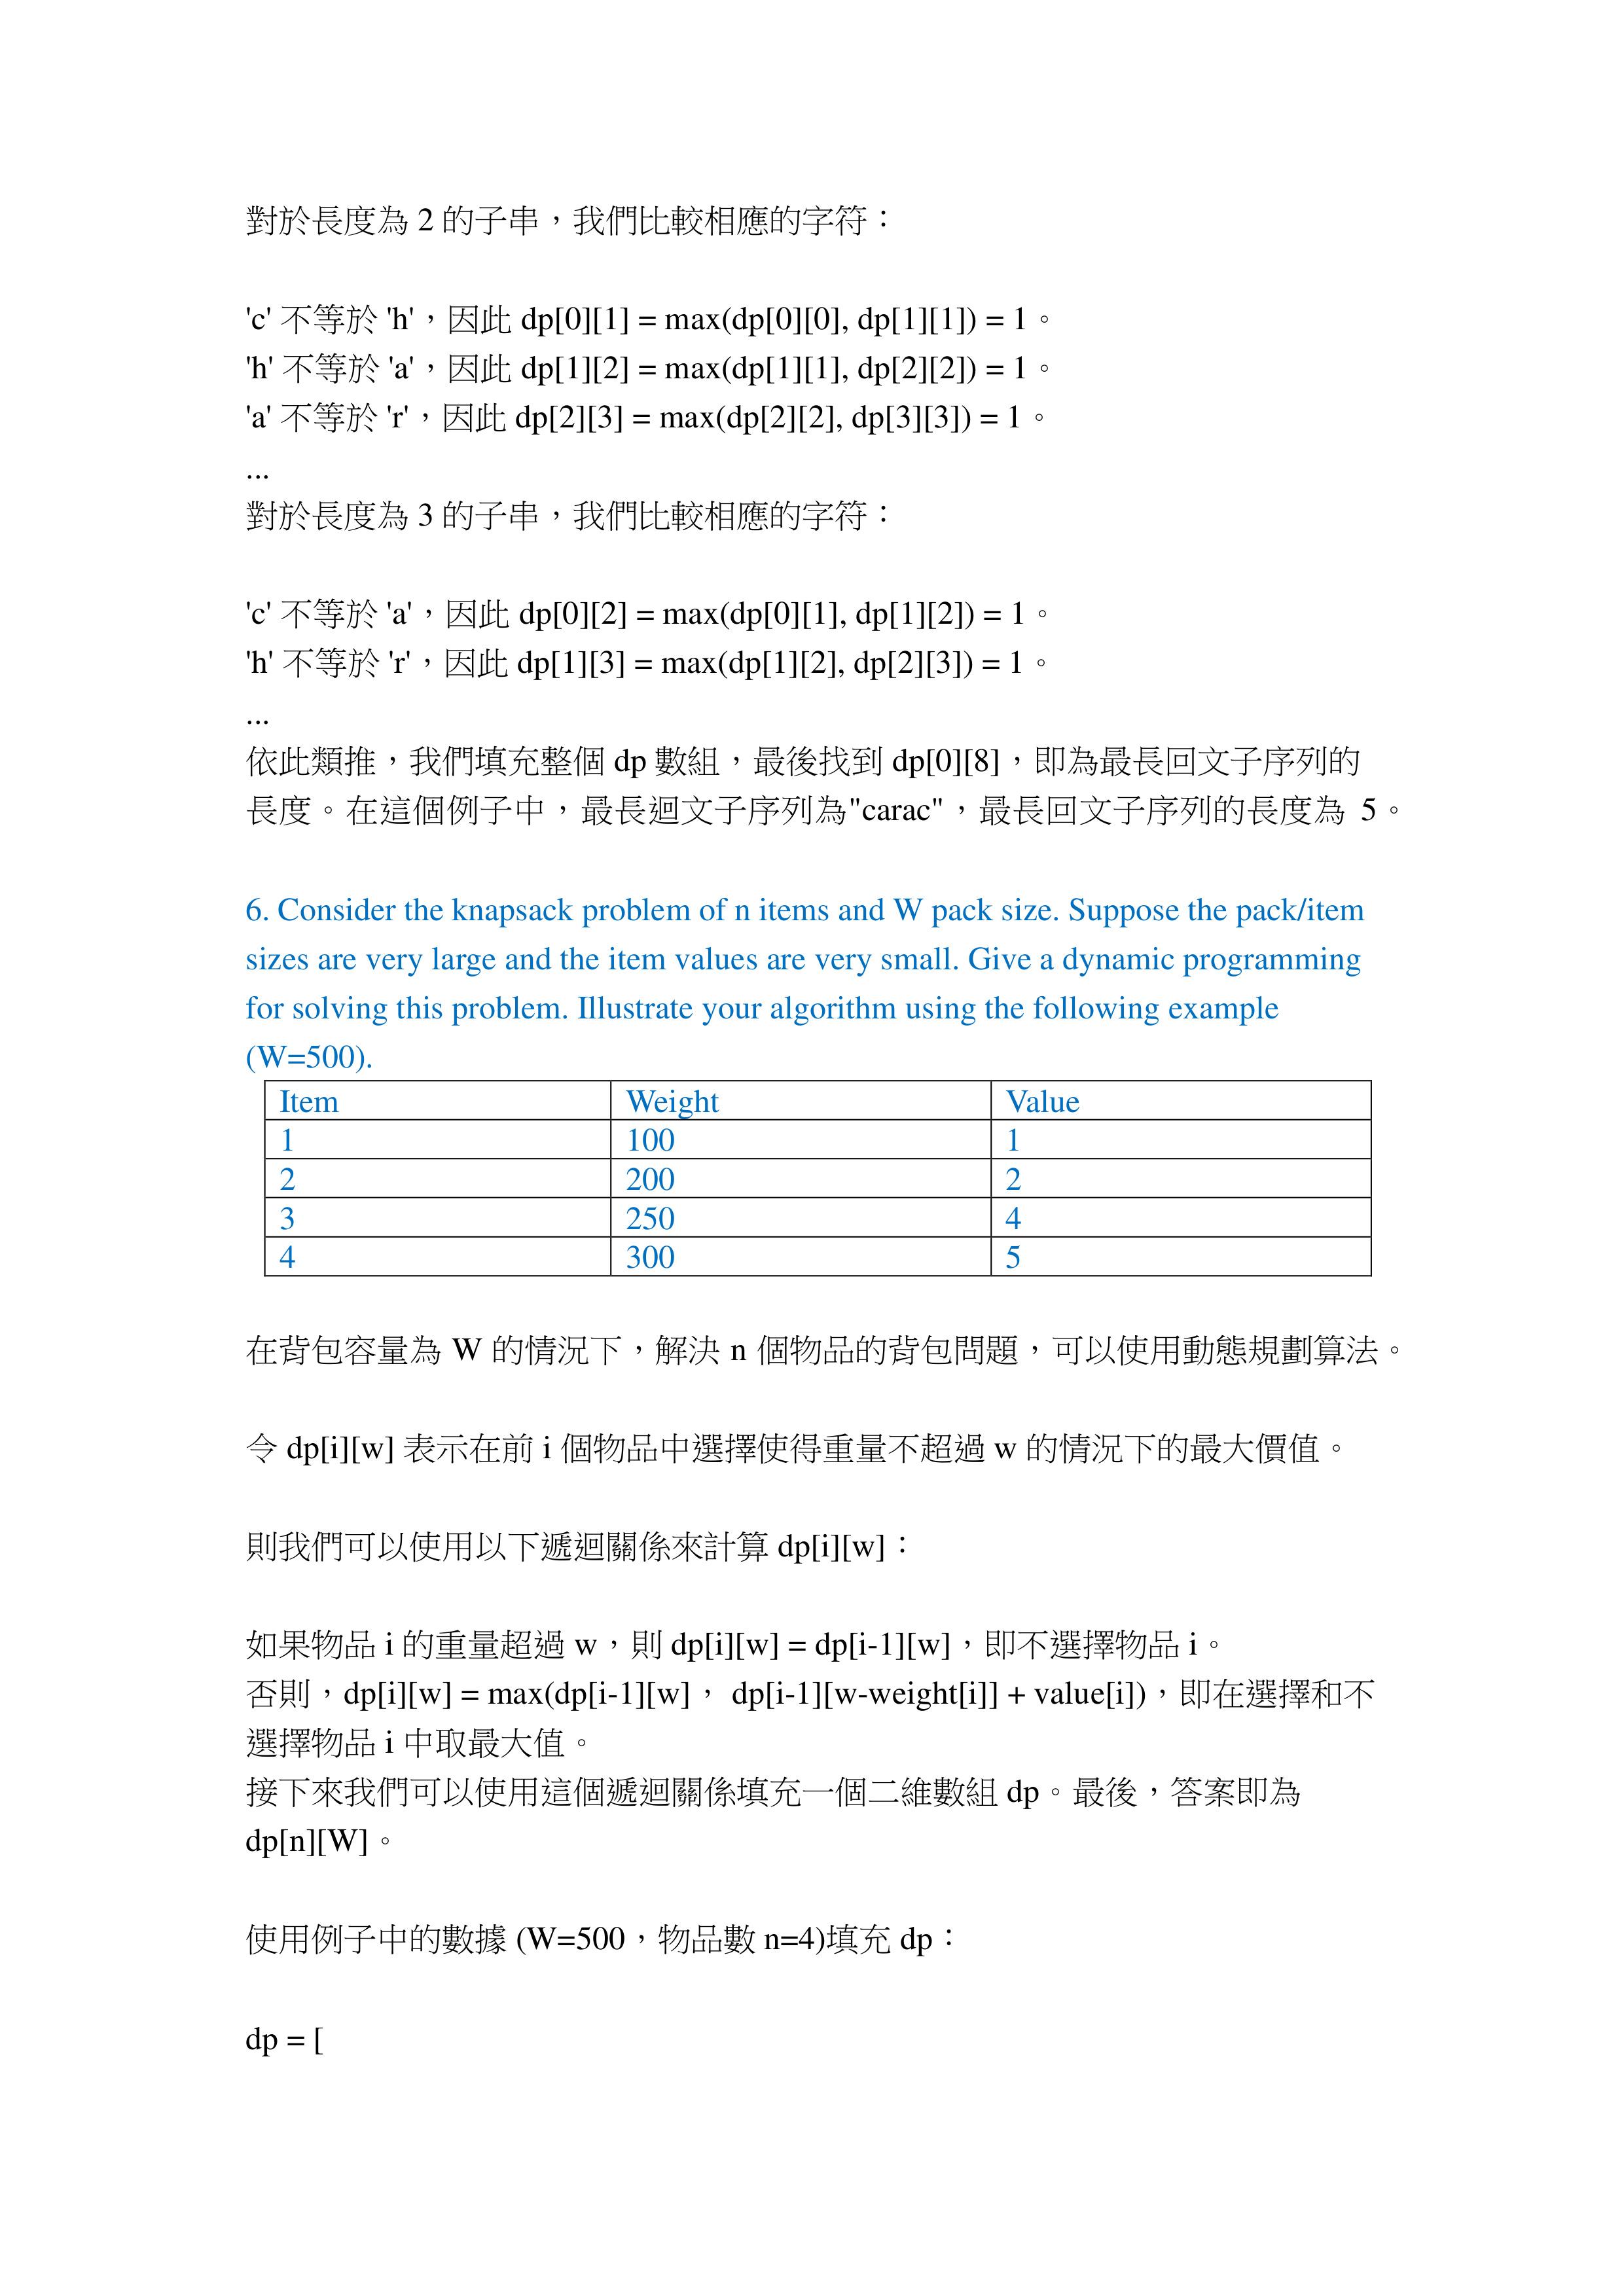 對於長度為 2 的子串，我們比較相應的字符：
'c' 不等於 'h'，因此 dp[0][1] = max(dp[0][0], dp[1][1]) = 1。
'h' 不等於 'a'，因此 dp[1][2] = max(dp[1][1], dp[2][2]) = 1。
'a' 不等於 'r'，因此 dp[2][3] = max(dp[2][2], dp[3][3]) = 1。
...
對於長度為 3 的子串，我們比較相應的字符：
'c' 不等於 'a'，因此 dp[0][2] = max(dp[0][1], dp[1][2]) = 1。
'h' 不等於 'r'，因此 dp[1][3] = max(dp[1][2], dp[2][3]) = 1。
...
依此類推，我們填充整個 dp 數組，最後找到 dp[0][8]，即為最長回文子序列的
長度。在這個例子中，最長迴文子序列為"carac"，最長回文子序列的長度為 5。
6. Consider the knapsack problem of n items and W pack size. Suppose the pack/item
sizes are very large and the item values are very small. Give a dynamic programming
for solving this problem. Illustrate your algorithm using the following example
(W=500).
Item Weight Value
1 100 1
2 200 2
3 250 4
4 300 5
在背包容量為 W 的情況下，解決 n 個物品的背包問題，可以使用動態規劃算法。
令 dp[i][w] 表示在前 i 個物品中選擇使得重量不超過 w 的情況下的最大價值。
則我們可以使用以下遞迴關係來計算 dp[i][w]：
如果物品 i 的重量超過 w，則 dp[i][w] = dp[i-1][w]，即不選擇物品 i。
否則，dp[i][w] = max(dp[i-1][w]， dp[i-1][w-weight[i]] + value[i])，即在選擇和不
選擇物品 i 中取最大值。
接下來我們可以使用這個遞迴關係填充一個二維數組 dp。最後，答案即為
dp[n][W]。
使用例子中的數據 (W=500，物品數 n=4)填充 dp：
dp = [